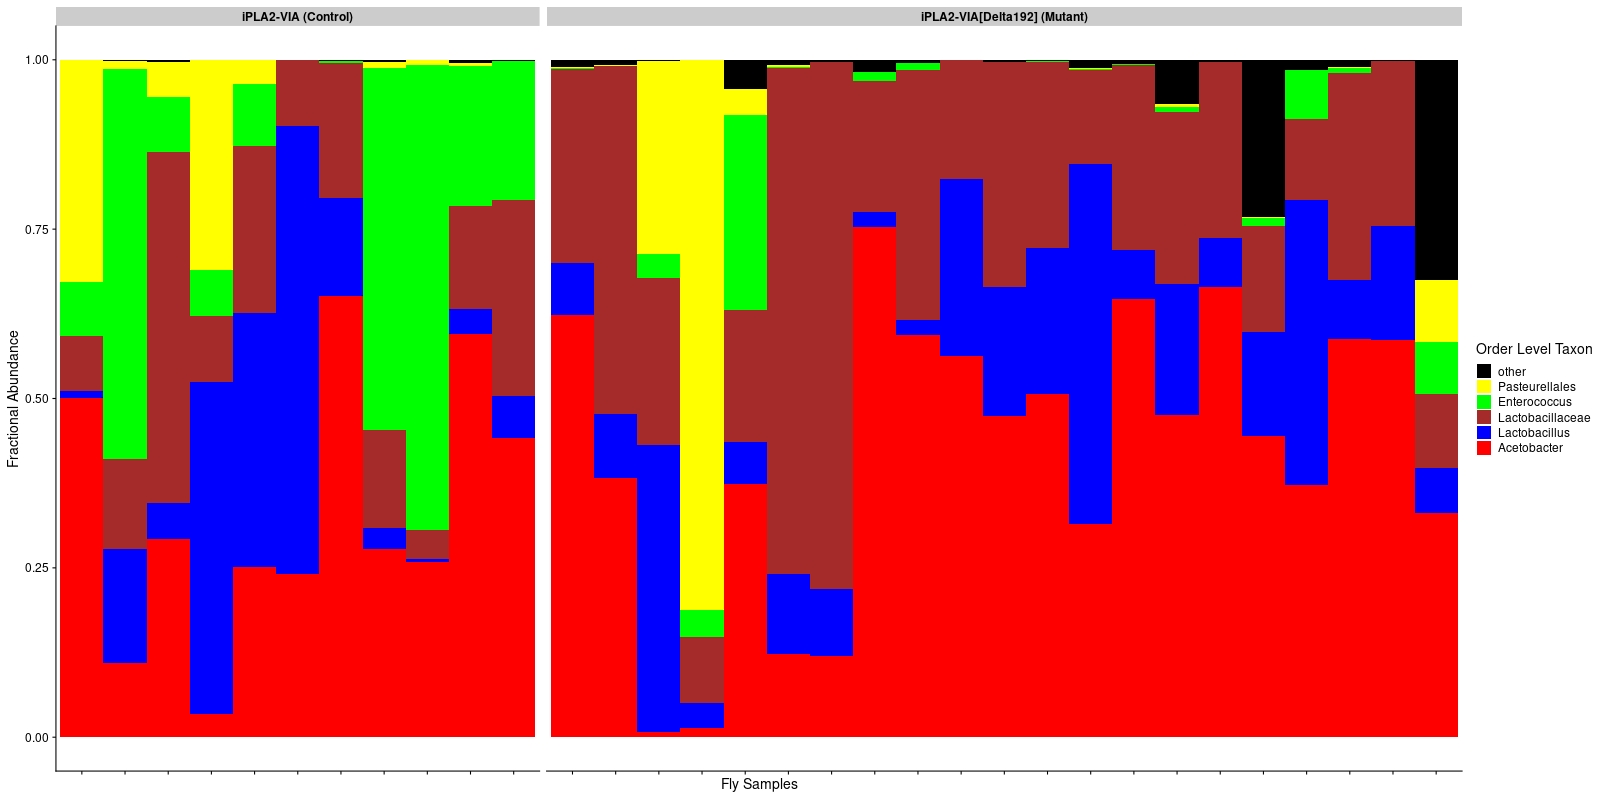 iPLA2-VIA (Control)
iPLA2-VIA[Delta192] (Mutant)
1.00
0.75
0.50
0.25
0.00
Fractional Abundance
Fly Samples
Order Level Taxon
other
Pasteurellales
Enterococcus
Lactobacillaceae
Lactobacillus
Acetobacter